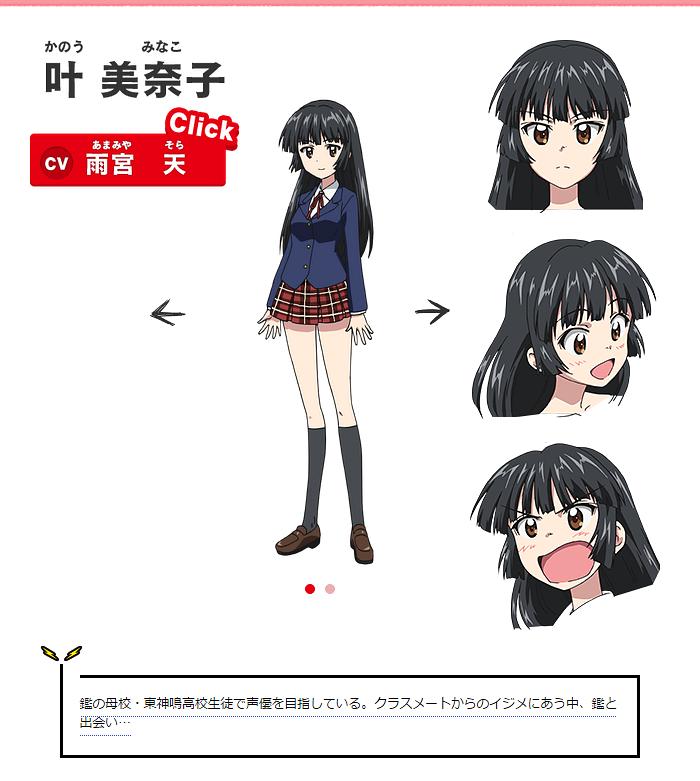 かのう みなこ
叶 美奈子
Click
あまみや そら
CV 雨宮 天
鑑の母校・東神鳴高校生徒で声優を目指している。クラスメートからのイジメにあう中、鑑と
出会い…